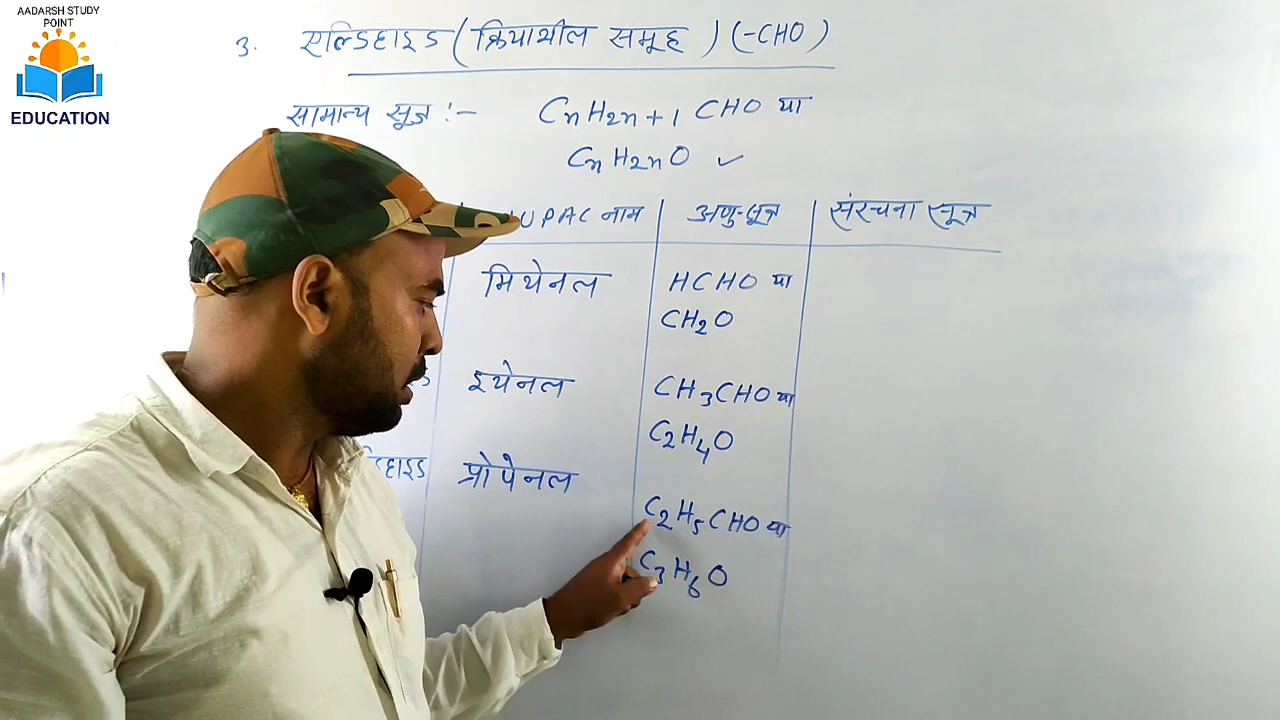 AADARSH STUDY
POINT
EDUCATION
3. एल्डिहाइड (क्रियाशील समूह) (-CHO)
सामान्य सूत्र :- CnH2n+1 CHO या
CnH2nO ✓
UPAC नाम अणु-सूत्र संरचना सूत्र
मिथेनल HCHO या
CH2O
इथेनल CH3CHO या
C2H4O
प्रोपेनल
C2H5CHO या
C3H6O